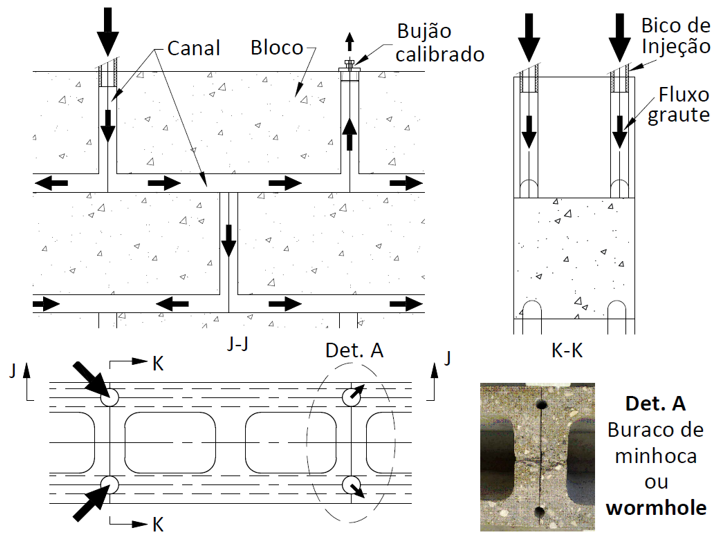 Canal
Bloco
Bujão
calibrado
Bico de
Injeção
Fluxo
graute
J-J
Det. A
K-K
J
K
J
K
Det. A
Buraco de
minhoca
ou
wormhole